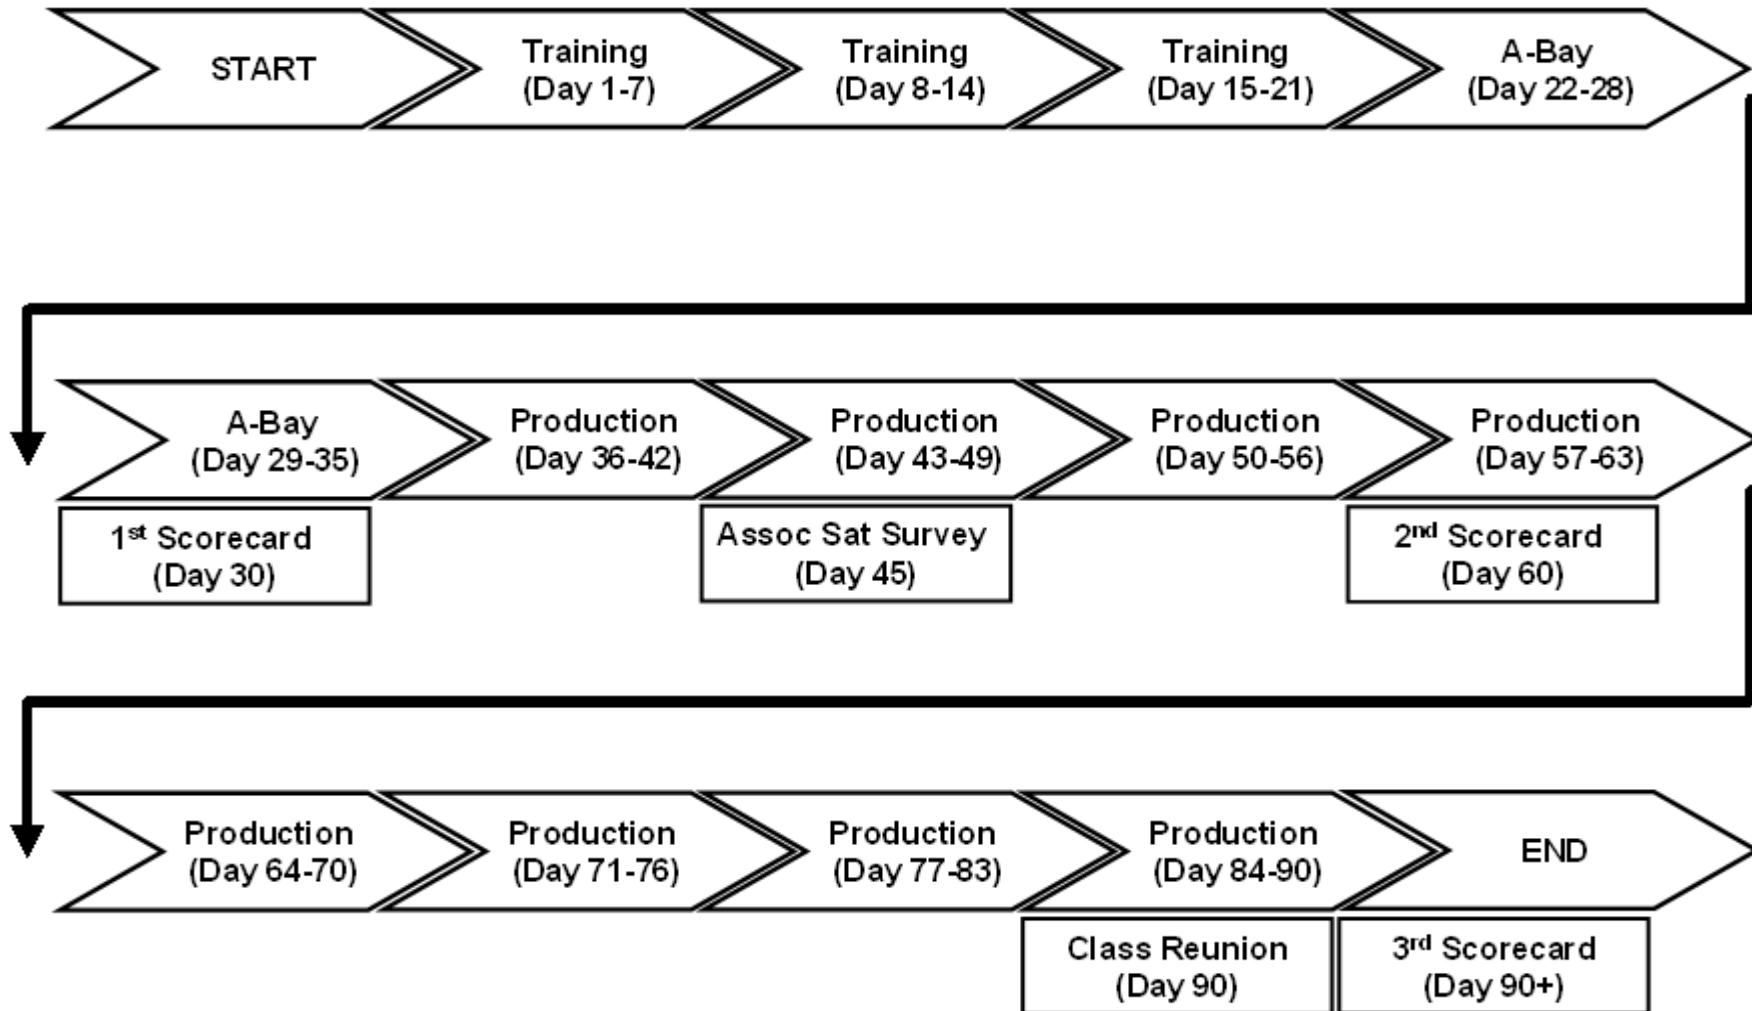 START
Training
(Day 1-7)
Training
(Day 8-14)
Training
(Day 15-21)
A-Bay
(Day 22-28)
A-Bay
(Day 29-35)
Production
(Day 36-42)
Production
(Day 43-49)
Production
(Day 50-56)
Production
(Day 57-63)
1st Scorecard
(Day 30)
Assoc Sat Survey
(Day 45)
2nd Scorecard
(Day 60)
Production
(Day 64-70)
Production
(Day 71-76)
Production
(Day 77-83)
Production
(Day 84-90)
END
Class Reunion
(Day 90)
3rd Scorecard
(Day 90+)